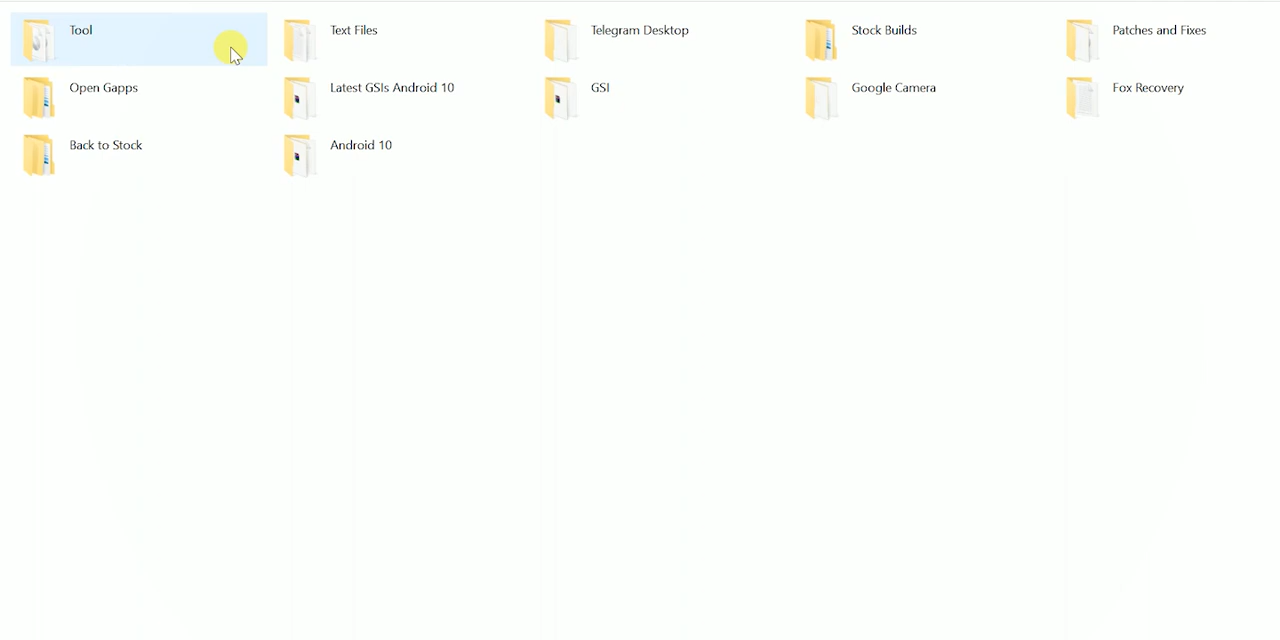 Tool
Text Files
Telegram Desktop
Stock Builds
Patches and Fixes
Open Gapps
Latest GSIs Android 10
GSI
Google Camera
Fox Recovery
Back to Stock
Android 10